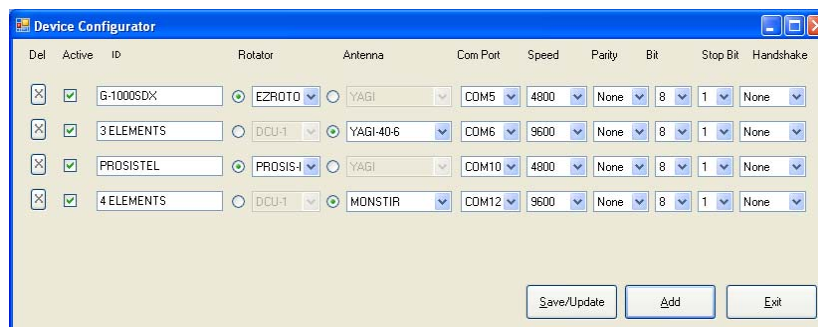 Device Configurator
Del Active ID Rotator Antenna Com Port Speed Parity Bit Stop Bit Handshake
X G-1000SDX EZROTO YAGI COM5 4800 None 8 1 None
X 3 ELEMENTS DCU-1 YAGI-40-6 COM6 9600 None 8 1 None
X PROSISTEL PROSIS-I YAGI COM10 4800 None 8 1 None
X 4 ELEMENTS DCU-1 MONSTIR COM12 9600 None 8 1 None
Save/Update Add Exit